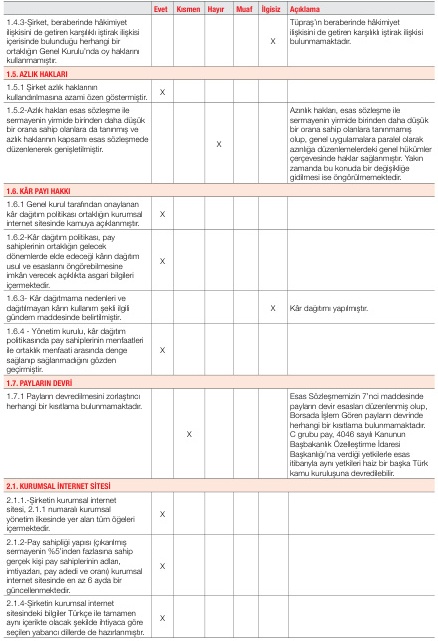 Evet Kısmen Hayır Muaf İlgisiz Açıklama
1.4.3-Şirket, beraberinde hâkimiyet
ilişkisini de getiren karşılıklı iştirak ilişkisi
içerisinde bulunduğu herhangi bir
ortaklığın Genel Kurulu'nda oy haklarını
kullanmamıştır.
X
Tüpraş'ın beraberinde hâkimiyet
ilişkisini de getiren karşılıklı iştirak ilişkisi
bulunmamaktadır.
1.5. AZLIK HAKLARI
1.5.1 Şirket azlık haklarının
kullandırılmasına azami özen göstermiştir.
X
1.5.2-Azlık hakları esas sözleşme ile
sermayenin yirmide birinden daha düşük
bir orana sahip olanlara da tanınmış ve
azlık haklarının kapsamı esas sözleşmede
düzenlenerek genişletilmiştir.
X
Azınlık hakları, esas sözleşme ile
sermayenin yirmide birinden daha düşük
bir orana sahip olanlara tanınmamış
olup, genel uygulamalara paralel olarak
azınlığa düzenlemelerdeki genel hükümler
çerçevesinde haklar sağlanmıştır. Yakın
zamanda bu konuda bir değişikliğe
gidilmesi ise öngörülmemektedir.
1.6. KÂR PAYI HAKKI
1.6.1 Genel kurul tarafından onaylanan
kâr dağıtım politikası ortaklığın kurumsal
internet sitesinde kamuya açıklanmıştır.
X
1.6.2-Kâr dağıtım politikası, pay
sahiplerinin ortaklığın gelecek
dönemlerde elde edeceği kârın dağıtım
usul ve esaslarını öngörebilmesine
imkân verecek açıklıkta asgari bilgileri
içermektedir.
X
1.6.3- Kâr dağıtmama nedenleri ve
dağıtılmayan kârın kullanım şekli ilgili
gündem maddesinde belirtilmiştir.
X
Kâr dağıtımı yapılmıştır.
1.6.4 - Yönetim kurulu, kâr dağıtım
politikasında pay sahiplerinin menfaatleri
ile ortaklık menfaati arasında denge
sağlanıp sağlanmadığını gözden
geçirmiştir.
X
1.7. PAYLARIN DEVRİ
1.7.1 Payların devredilmesini zorlaştırıcı
herhangi bir kısıtlama bulunmamaktadır.
X
Esas Sözleşmemizin 7'nci maddesinde
payların devir esasları düzenlenmiş olup,
Borsada İşlem Gören payların devrinde
herhangi bir kısıtlama bulunmamaktadır.
C grubu pay, 4046 sayılı Kanunun
Başbakanlık Özelleştirme İdaresi
Başkanlığı'na verdiği yetkilerle esas
itibarıyla aynı yetkileri haiz bir başka Türk
kamu kuruluşuna devredilebilir.
2.1. KURUMSAL İNTERNET SİTESİ
2.1.1.-Şirketin kurumsal internet
sitesi, 2.1.1 numaralı kurumsal
yönetim ilkesinde yer alan tüm öğeleri
içermektedir.
X
2.1.2-Pay sahipliği yapısı (çıkarılmış
sermayenin %5'inden fazlasına sahip
gerçek kişi pay sahiplerinin adları,
imtiyazları, pay adedi ve oranı) kurumsal
internet sitesinde en az 6 ayda bir
güncellenmektedir.
X
2.1.4-Şirketin kurumsal internet
sitesindeki bilgiler Türkçe ile tamamen
aynı içerikte olacak şekilde ihtiyaca göre
seçilen yabancı dillerde de hazırlanmıştır.
X